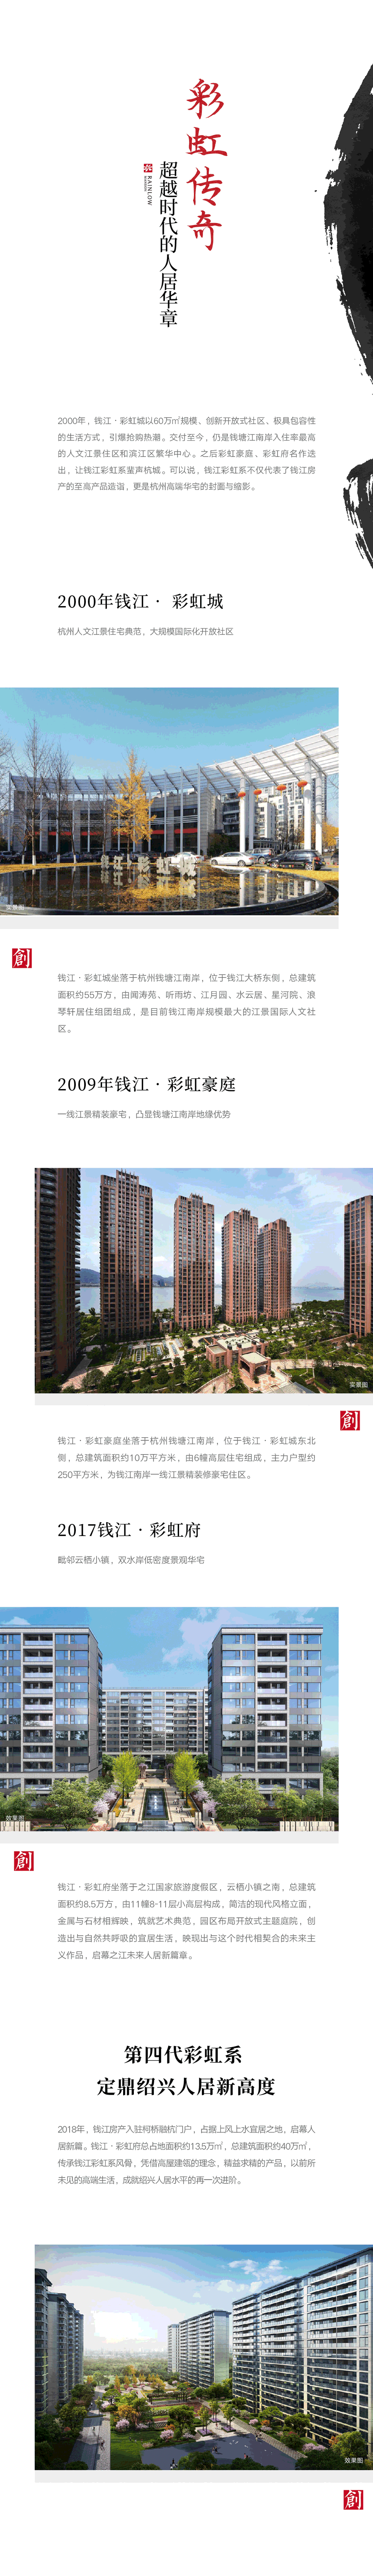 彩虹传奇
超越时代的人居华章
RAINLOW
2000年，钱江·彩虹城以60万㎡规模、创新开放式社区、极具包容性
的生活方式，引爆抢购热潮。交付至今，仍是钱塘江南岸入住率最高
的人文江景住区和滨江区繁华中心。之后彩虹豪庭、彩虹府名作迭
出，让钱江彩虹系蜚声杭城。可以说，钱江彩虹系不仅代表了钱江房
产的至高产品造诣，更是杭州高端华宅的封面与缩影。
2000年钱江· 彩虹城
杭州人文江景住宅典范，大规模国际化开放社区
实景图
創
钱江·彩虹城坐落于杭州钱塘江南岸，位于钱江大桥东侧，总建筑
面积约55万方，由闻涛苑、听雨坊、江月园、水云居、星河院、浪
琴轩居住组团组成，是目前钱江南岸规模最大的江景国际人文社
区。
2009年钱江·彩虹豪庭
一线江景精装豪宅，凸显钱塘江南岸地缘优势
实景图
創
钱江·彩虹豪庭坐落于杭州钱塘江南岸，位于钱江·彩虹城东北
侧，总建筑面积约10万平方米，由6幢高层住宅组成，主力户型约
250平方米，为钱江南岸一线江景精装修豪宅住区。
2017钱江·彩虹府
毗邻云栖小镇，双水岸低密度景观华宅
效果图
創
钱江·彩虹府坐落于之江国家旅游度假区，云栖小镇之南，总建筑
面积约8.5万方，由11幢8-11层小高层构成，简洁的现代风格立面，
金属与石材相辉映，筑就艺术典范，园区布局开放式主题庭院，创
造出与自然共呼吸的宜居生活，映现出与这个时代相契合的未来主
义作品，启幕之江未来人居新篇章。
第四代彩虹系
定鼎绍兴人居新高度
2018年，钱江房产入驻柯桥融杭门户，占据上风上水宜居之地，启幕人
居新篇。钱江·彩虹府总占地面积约13.5万㎡，总建筑面积约40万㎡，
传承钱江彩虹系风骨，凭借高屋建瓴的理念，精益求精的产品，以前所
未见的高端生活，成就绍兴人居水平的再一次进阶。
效果图
創